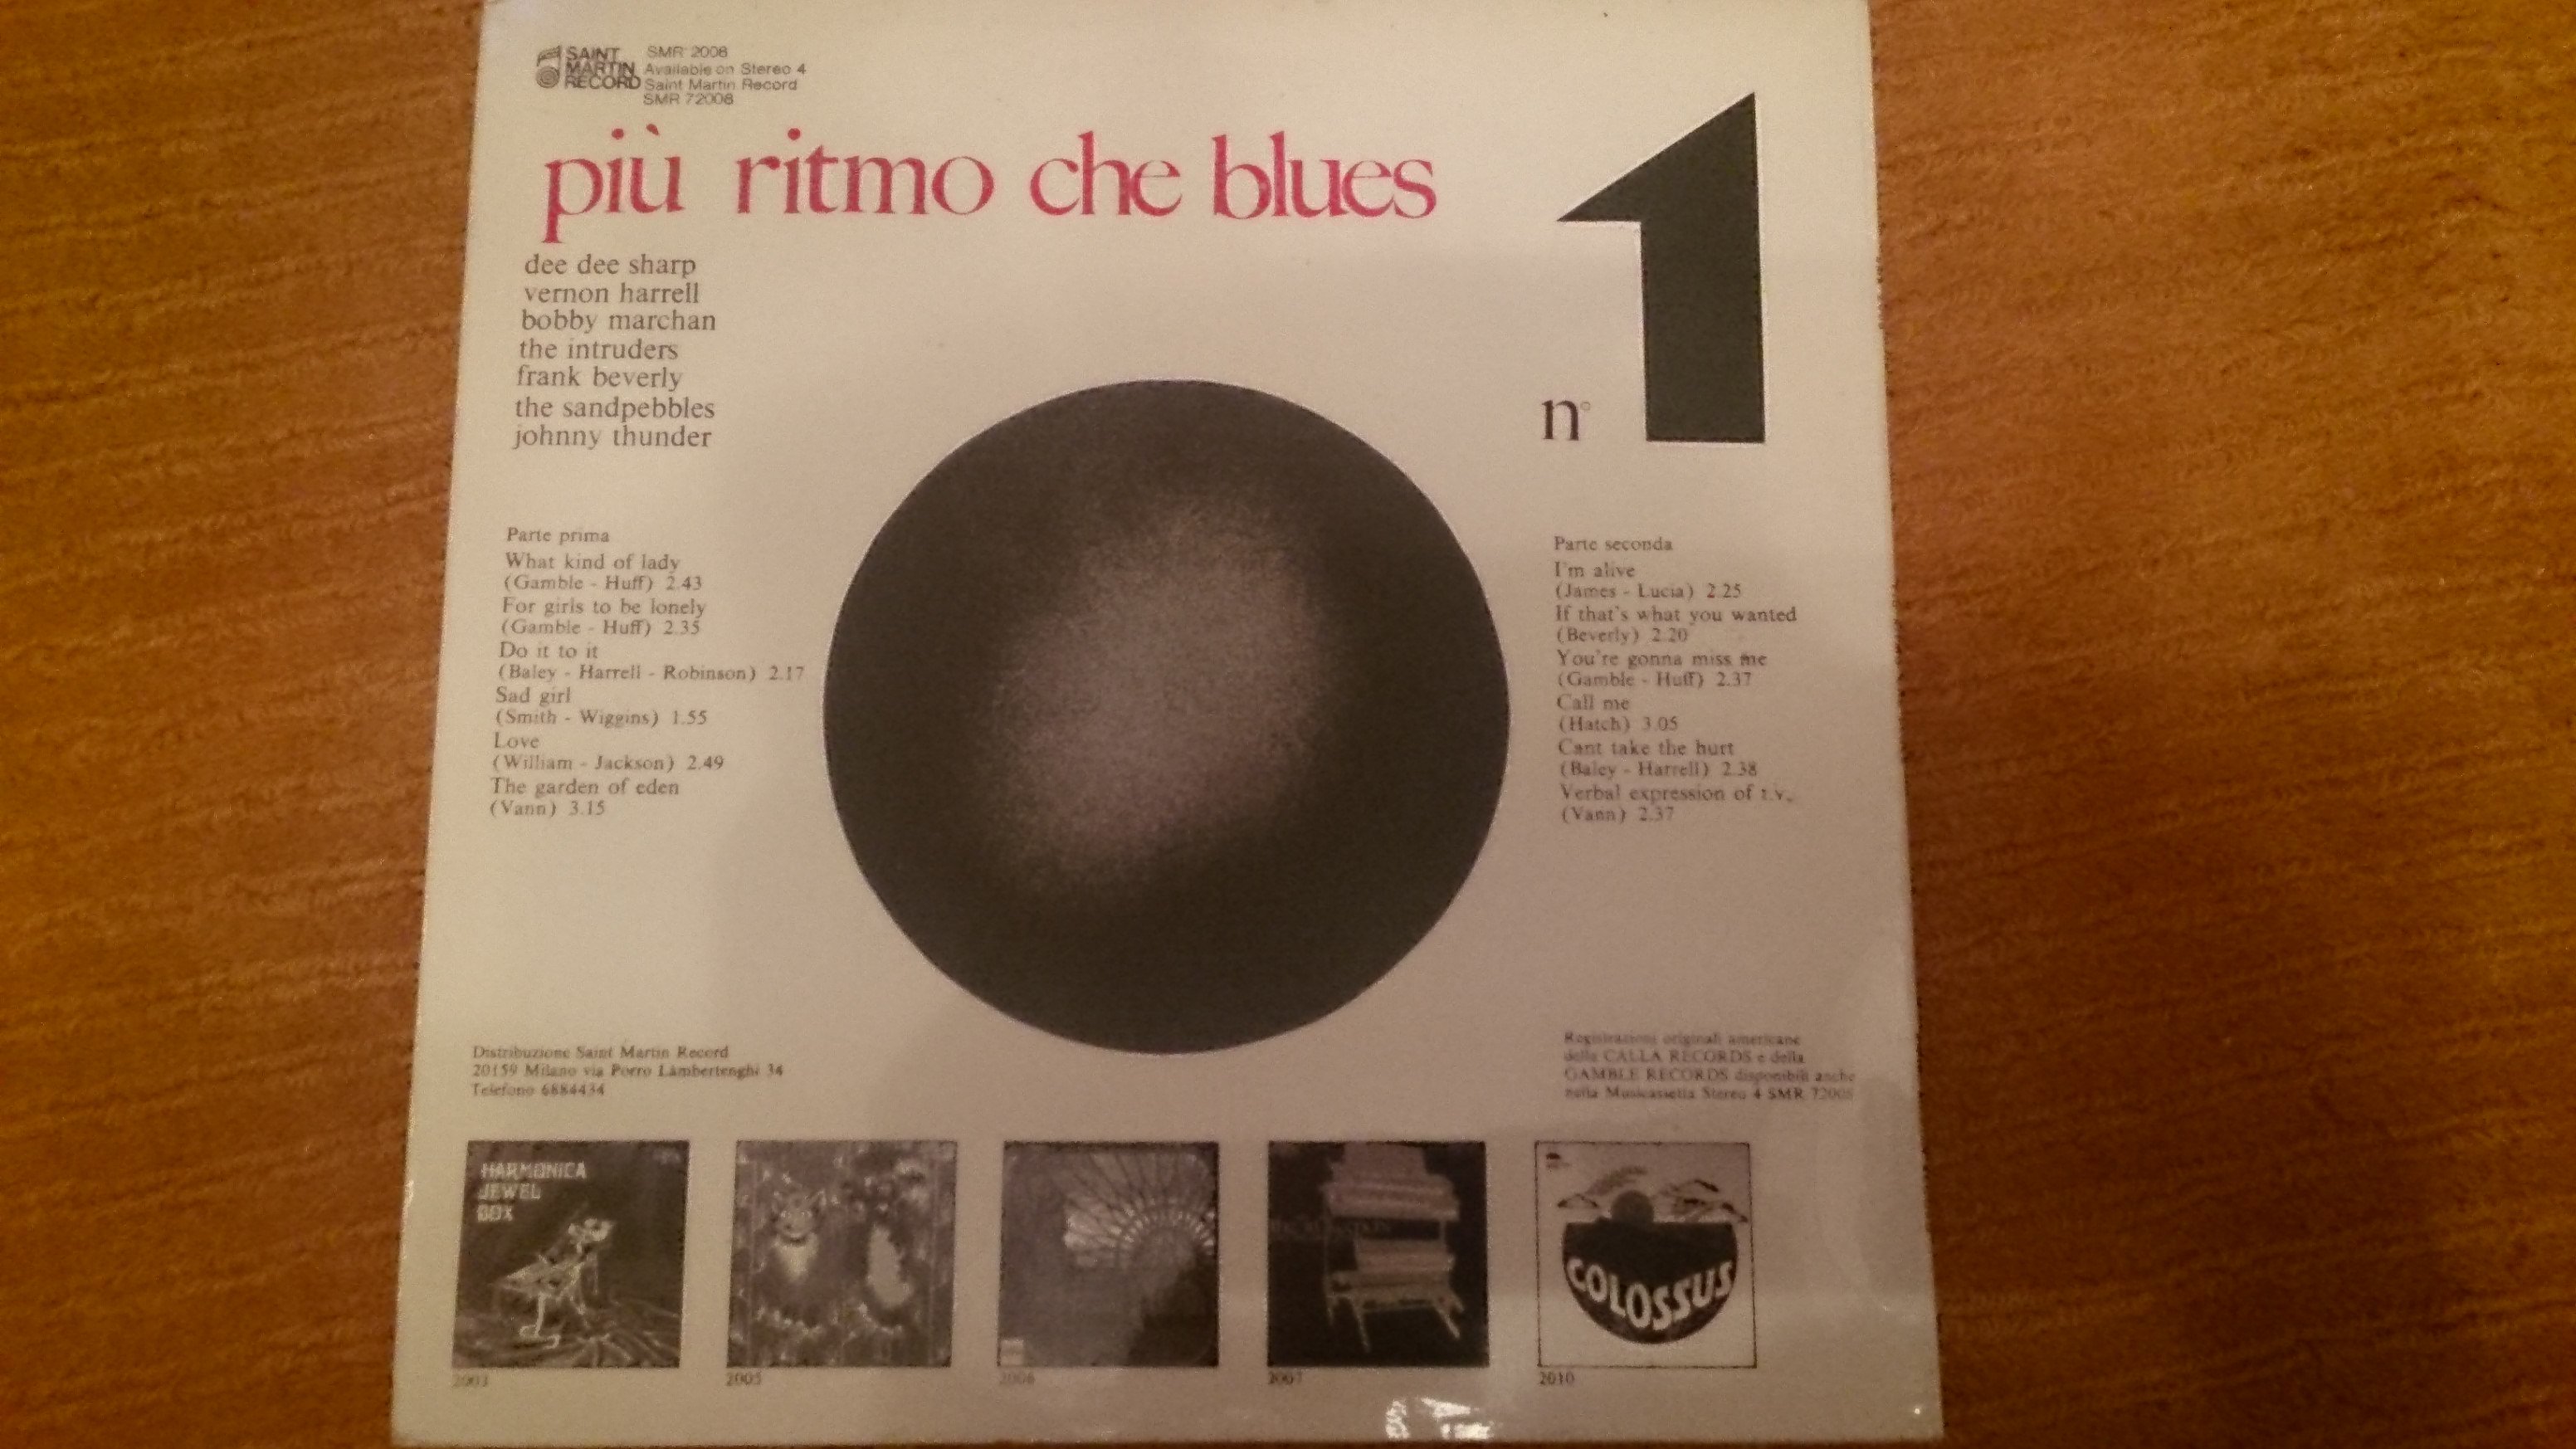 SAINT
MARTIN
RECORD
SMR 2008
Available on Stereo 4
Saint Martin Record
SMR 72008
più ritmo che blues
n° 1
dee dee sharp
vernon harrell
bobby marchan
the intruders
frank beverly
the sandpebbles
johnny thunder
Parte prima
What kind of lady
(Gamble - Huff) 2.43
For girls to be lonely
(Gamble - Huff) 2.35
Do it to it
(Baley - Harrell - Robinson) 2.17
Sad girl
(Smith - Wiggins) 1.55
Love
(William - Jackson) 2.49
The garden of eden
(Vann) 3.15
Parte seconda
I'm alive
(James - Lucia) 2.25
If that's what you wanted
(Beverly) 2.20
You're gonna miss me
(Gamble - Huff) 2.37
Call me
(Hatch) 3.05
Cant take the hurt
(Baley - Harrell) 2.38
Verbal expression of t.v.
(Vann) 2.37
Distribuzione Saint Martin Record
20159 Milano via Porro Lambertenghi 34
Telefono 6884434
Registrazioni originali americane
della CALLA RECORDS e della
GAMBLE RECORDS disponibili anche
nella Musicassetta Stereo 4 SMR 72008
HARMONICA
JEWEL
BOX
COLOSSUS
2003
2005
2006
2007
2010